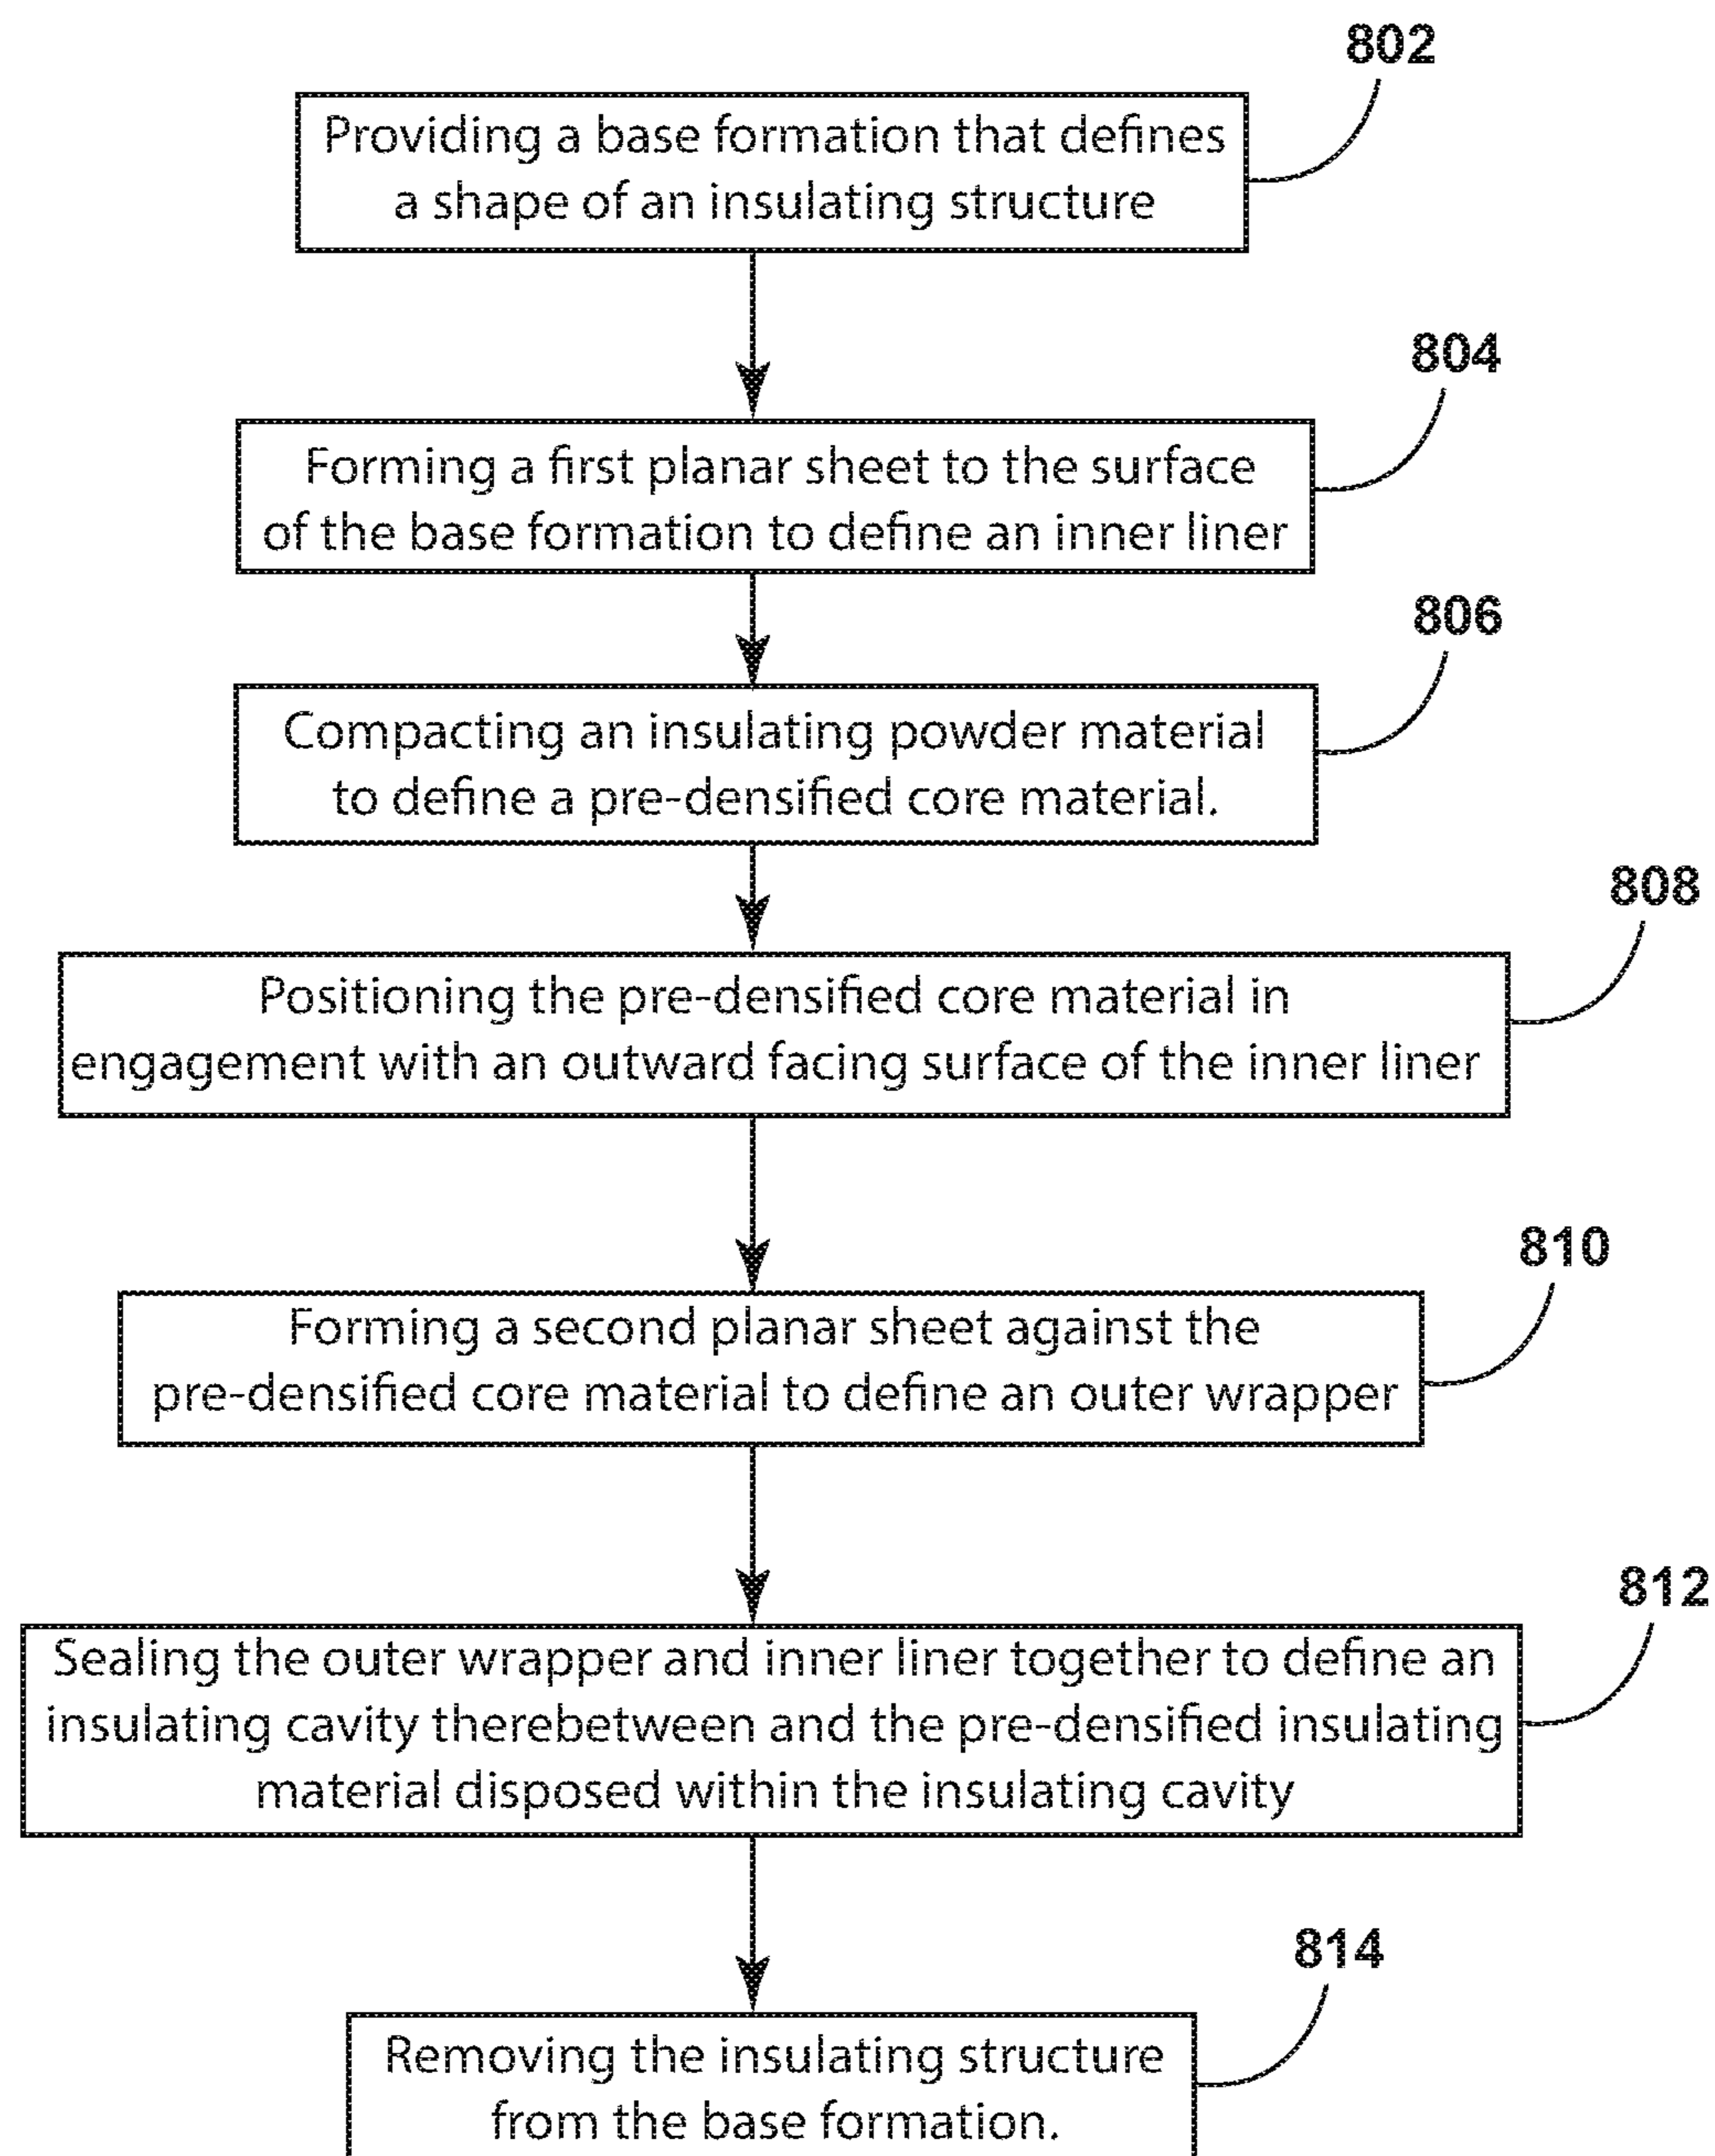 802
Providing a base formation that defines
a shape of an insulating structure
804
Forming a first planar sheet to the surface
of the base formation to define an inner liner
806
Compacting an insulating powder material
to define a pre-densified core material.
808
Positioning the pre-densified core material in
engagement with an outward facing surface of the inner liner
810
Forming a second planar sheet against the
pre-densified core material to define an outer wrapper
812
Sealing the outer wrapper and inner liner together to define an
insulating cavity therebetween and the pre-densified insulating
material disposed within the insulating cavity
814
Removing the insulating structure
from the base formation.